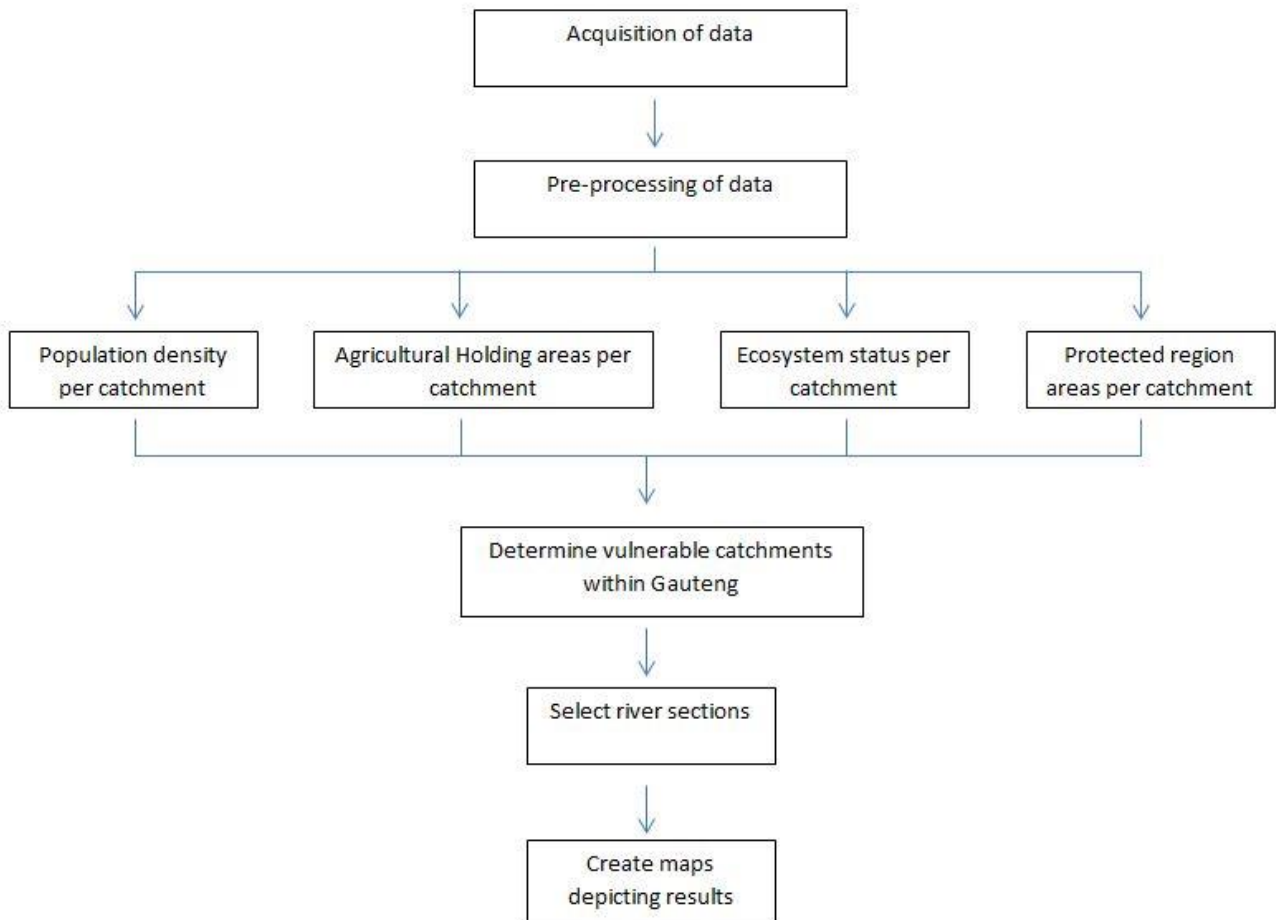 Acquisition of data
Pre-processing of data
Population density
per catchment
Agricultural Holding areas per
catchment
Ecosystem status per
catchment
Protected region
areas per catchment
Determine vulnerable catchments
within Gauteng
Select river sections
Create maps
depicting results